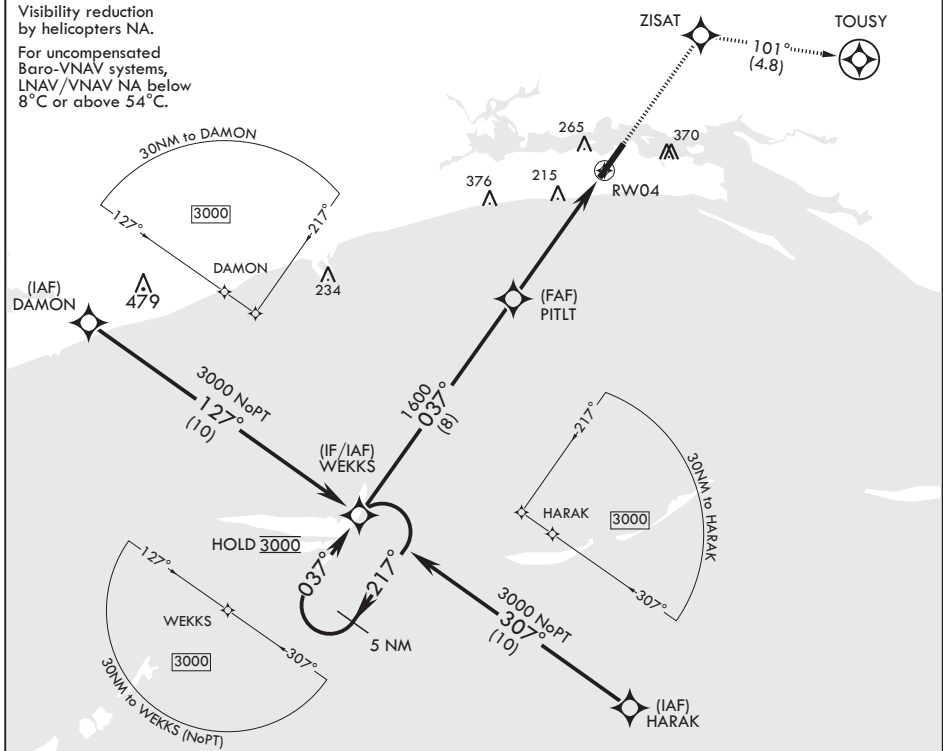 Visibility reduction
by helicopters NA.
For uncompensated
Baro-VNAV systems,
LNAV/VNAV NA below
8°C or above 54°C.
ZISAT
TOUSY
101°
(4.8)
30NM to DAMON
3000
127°
217°
DAMON
265
370
376
215
RW04
(IAF)
DAMON
479
234
(FAF)
PITLT
3000 NoPT
127°
(10)
1600
037°
(8)
(IF/IAF)
WEKKS
217°
HARAK
3000
30NM to HARAK
307°
HOLD 3000
037°
217°
5 NM
127°
WEKKS
3000
307°
30NM to WEKKS (NoPT)
3000 NoPT
307°
(10)
(IAF)
HARAK